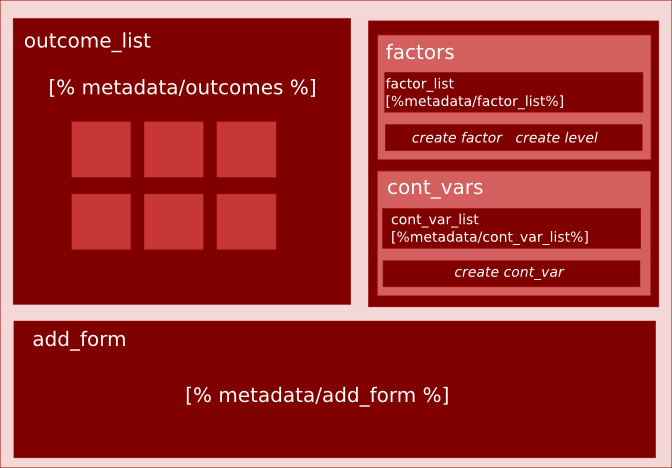 outcome_list
[% metadata/outcomes %]
factors
factor_list
[%metadata/factor_list%]
create factor create level
cont_vars
cont_var_list
[%metadata/cont_var_list%]
create cont_var
add_form
[% metadata/add_form %]